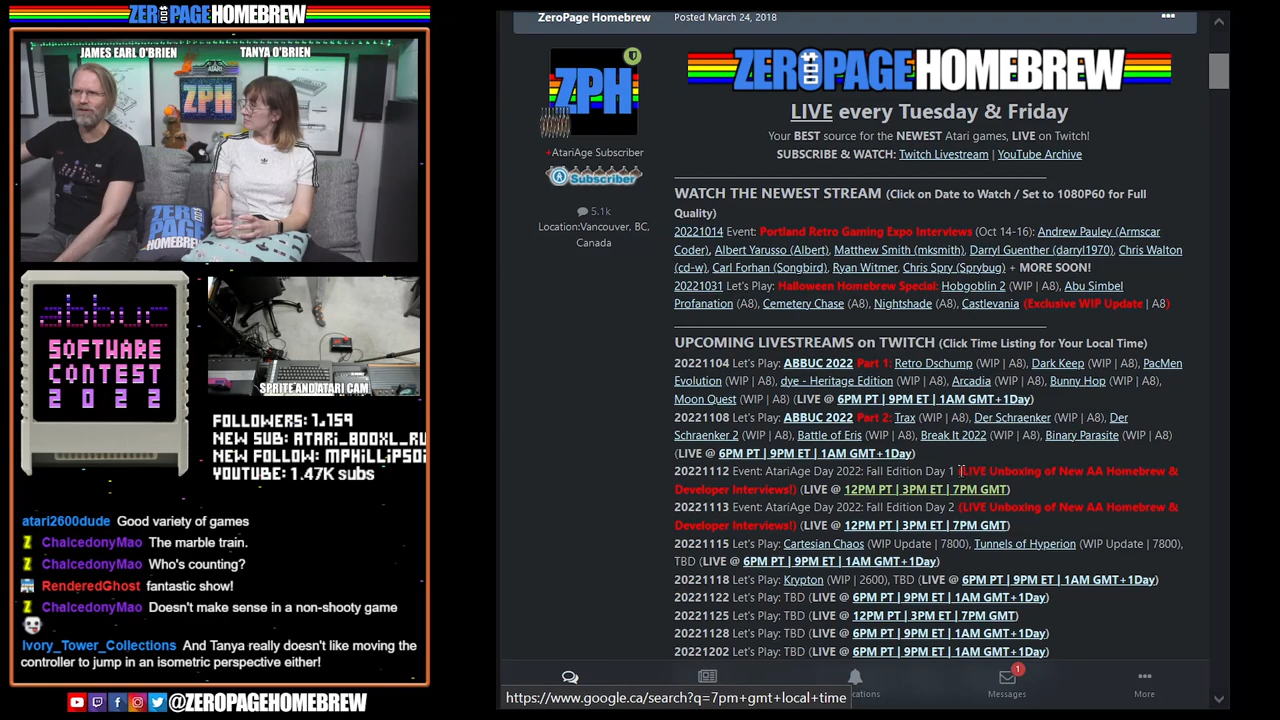 ZEROPAGE HOMEBREW
JAMES EARL O'BRIEN
TANYA O'BRIEN
ATARI
ZPH
ZERO
PAGE
HOMEBREW
abbuc
SOFTWARE
CONTEST
2022
SPRITE AND ATARI CAM
FOLLOWERS: 1,159
NEW SUB: ATARI_800XL_RU
NEW REMARK: MPHILLIPSO
YOUTUBE: 1.47K subs
atari2600dude Good variety of games
ChalcedonyMao The marble train.
ChalcedonyMao Who's counting?
RenderedGhost fantastic show!
ChalcedonyMao Doesn't make sense in a non-shooty game
Ivory_Tower_Collections And Tanya really doesn't like moving the
controller to jump in an isometric perspective either!
@ZEROPAGEHOMEBREW
ZeroPage Homebrew
Posted March 24, 2018
ZPH
+AtariAge Subscriber
Subscriber
5.1k
Location:Vancouver, BC,
Canada
ZEROPAGE HOMEBREW
LIVE every Tuesday & Friday
Your BEST source for the NEWEST Atari games, LIVE on Twitch!
SUBSCRIBE & WATCH: Twitch Livestream | YouTube Archive
WATCH THE NEWEST STREAM (Click on Date to Watch / Set to 1080P60 for Full
Quality)
20221014 Event: Portland Retro Gaming Expo Interviews (Oct 14-16): Andrew Pauley (Armscar
Coder), Albert Yarusso (Albert), Matthew Smith (mksmith), Darryl Guenther (darryl1970), Chris Walton
(cd-w), Carl Forhan (Songbird), Ryan Witmer, Chris Spry (Sprybug) + MORE SOON!
20221031 Let's Play: Halloween Homebrew Special: Hobgoblin 2 (WIP | A8), Abu Simbel
Profanation (A8), Cemetery Chase (A8), Nightshade (A8), Castlevania (Exclusive WIP Update | A8)
UPCOMING LIVESTREAMS on TWITCH (Click Time Listing for Your Local Time)
20221104 Let's Play: ABBUC 2022 Part 1: Retro Dschump (WIP | A8), Dark Keep (WIP | A8), PacMen
Evolution (WIP | A8), dye - Heritage Edition (WIP | A8), Arcadia (WIP | A8), Bunny Hop (WIP | A8),
Moon Quest (WIP | A8) (LIVE @ 6PM PT | 9PM ET | 1AM GMT+1Day)
20221108 Let's Play: ABBUC 2022 Part 2: Trax (WIP | A8), Der Schraenker (WIP | A8), Der
Schraenker 2 (WIP | A8), Battle of Eris (WIP | A8), Break It 2022 (WIP | A8), Binary Parasite (WIP | A8)
(LIVE @ 6PM PT | 9PM ET | 1AM GMT+1Day)
20221112 Event: AtariAge Day 2022: Fall Edition Day 1 (LIVE Unboxing of New AA Homebrew &
Developer Interviews!) (LIVE @ 12PM PT | 3PM ET | 7PM GMT)
20221113 Event: AtariAge Day 2022: Fall Edition Day 2 (LIVE Unboxing of New AA Homebrew &
Developer Interviews!) (LIVE @ 12PM PT | 3PM ET | 7PM GMT)
20221115 Let's Play: Cartesian Chaos (WIP Update | 7800), Tunnels of Hyperion (WIP Update | 7800),
TBD (LIVE @ 6PM PT | 9PM ET | 1AM GMT+1Day)
20221118 Let's Play: Krypton (WIP | 2600), TBD (LIVE @ 6PM PT | 9PM ET | 1AM GMT+1Day)
20221122 Let's Play: TBD (LIVE @ 6PM PT | 9PM ET | 1AM GMT+1Day)
20221125 Let's Play: TBD (LIVE @ 12PM PT | 3PM ET | 7PM GMT)
20221128 Let's Play: TBD (LIVE @ 6PM PT | 9PM ET | 1AM GMT+1Day)
20221202 Let's Play: TBD (LIVE @ 6PM PT | 9PM ET | 1AM GMT+1Day)
1
cations
Messages
More
https://www.google.ca/search?q=7pm+gmt+local+time